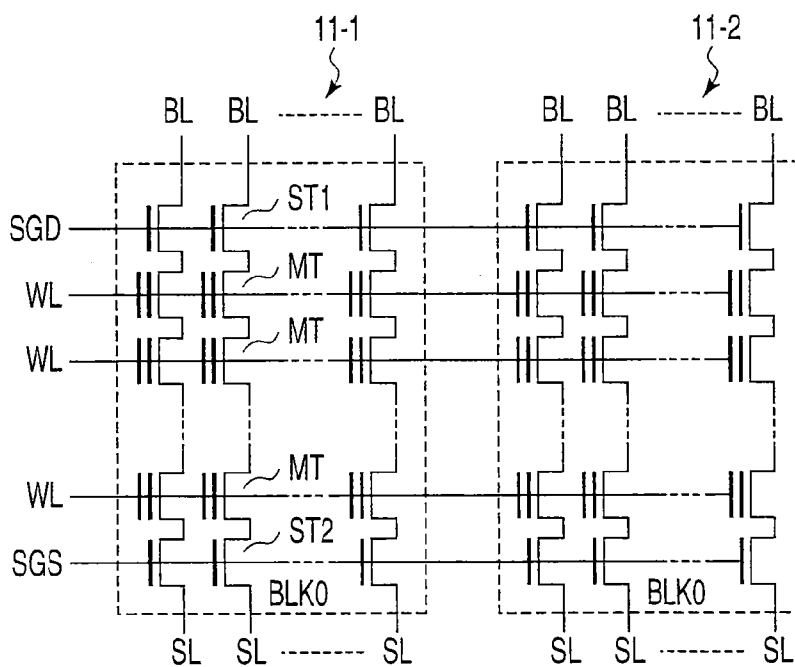 11-1 11-2
BL BL BL BL BL BL
ST1
SGD
MT
WL
MT
WL
MT
WL
ST2
SGS
BLK0 BLK0
SL SL SL SL SL SL